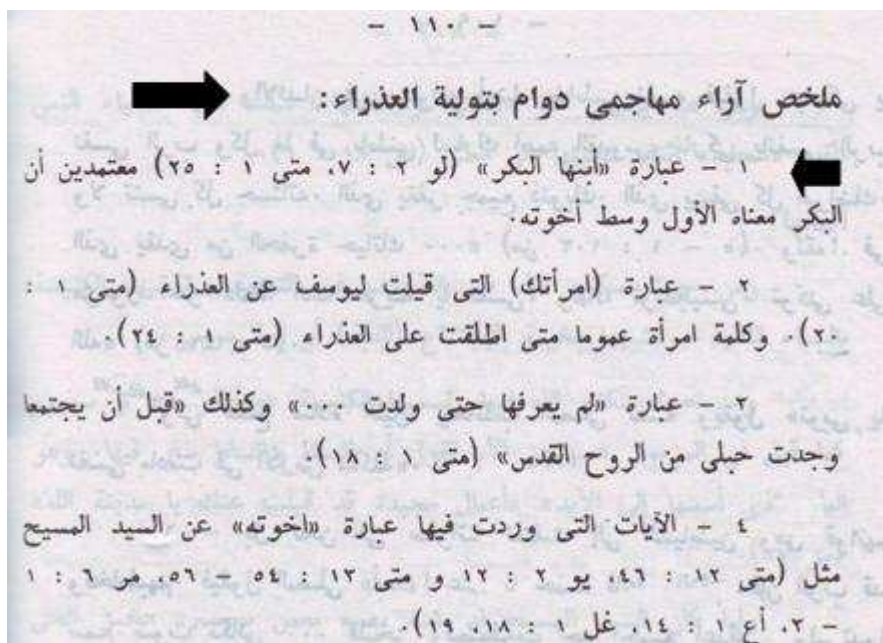 - ١١٠ -
ملخص آراء مهاجمى دوام بتولية العذراء :
١ - عبارة «أبنها البكر» (لو ٢ : ٧، متى ١ : ٢٥) معتمدين أن
البكر معناه الأول وسط أخوته.
٢ - عبارة (امرأتك) التى قيلت ليوسف عن العذراء (متى ١ :
٢٠). وكلمة امرأة عموما متى اطلقت على العذراء (متى ١ : ٢٤).
٣ - عبارة «لم يعرفها حتى ولدت ٠٠٠» وكذلك «قبل أن يجتمعا
وجدت حبلى من الروح القدس» (متى ١ : ١٨).
٤ - الآيات التى وردت فيها عبارة «اخوته» عن السيد المسيح
مثل (متى ١٢ : ٤٦، يو ٢ : ١٢ و متى ١٣ : ٥٤ - ٥٦، مر ٦ : ١
- ٣، أع ١ : ١٤، غل ١ : ١٨، ١٩).